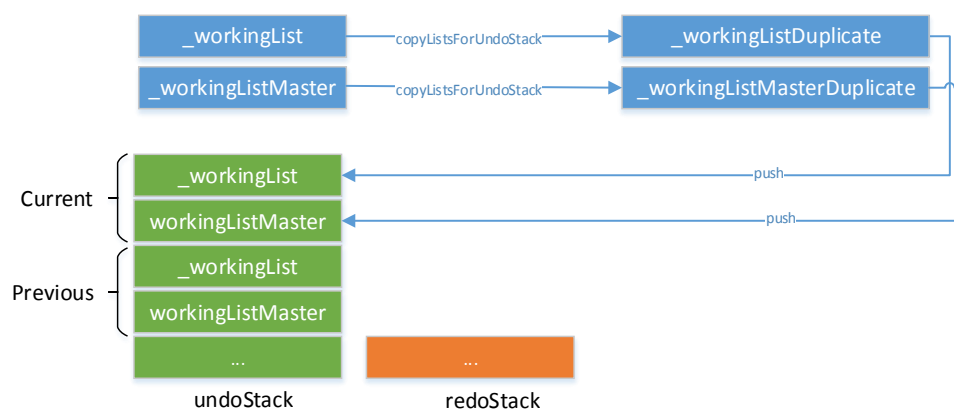 _workingList
copyListsForUndoStack
_workingListDuplicate
_workingListMaster
copyListsForUndoStack
_workingListMasterDuplicate
Current
_workingList
push
workingListMaster
push
Previous
_workingList
workingListMaster
...
...
undoStack
redoStack